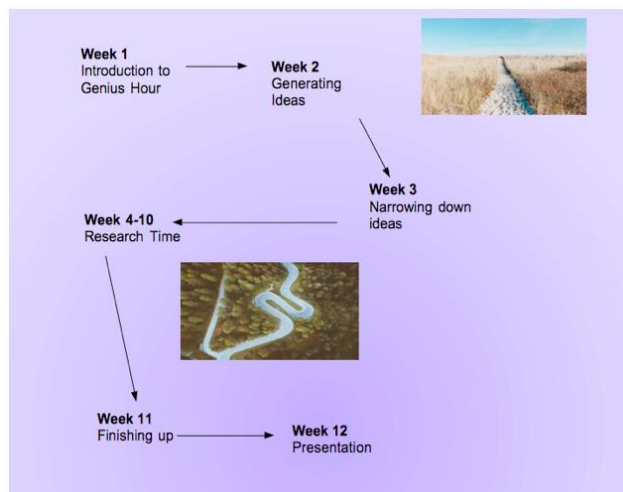 Week 1
Introduction to
Genius Hour
Week 2
Generating
Ideas
Week 3
Narrowing down
ideas
Week 4-10
Research Time
Week 11
Finishing up
Week 12
Presentation